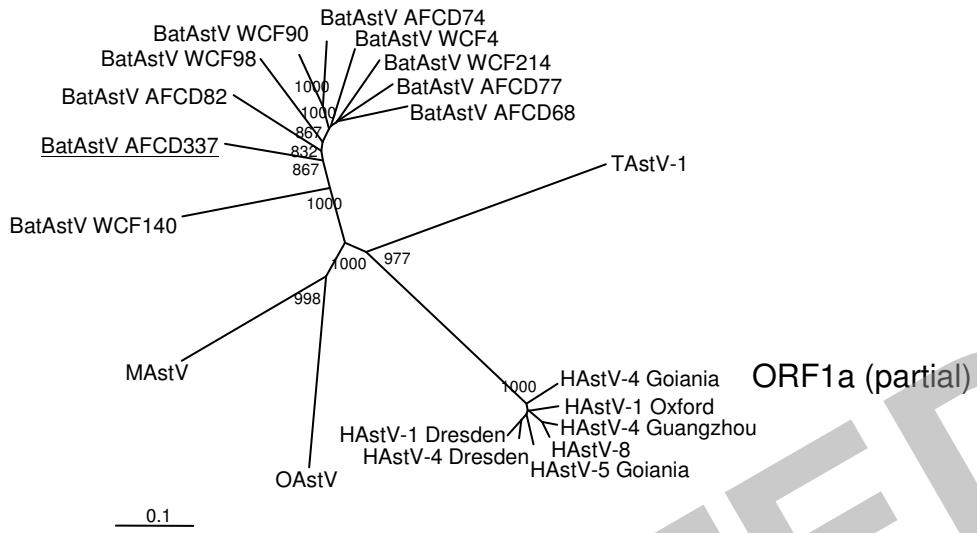 BatAstV AFCD74
BatAstV WCF90
BatAstV WCF4
BatAstV WCF98
BatAstV WCF214
BatAstV AFCD77
BatAstV AFCD82
BatAstV AFCD68
1000
1000
867
BatAstV AFCD337
832
867
TAstV-1
1000
BatAstV WCF140
977
1000
998
MAstV
HAstV-4 Goiania
ORF1a (partial)
1000
HAstV-1 Oxford
HAstV-4 Guangzhou
HAstV-1 Dresden
HAstV-8
HAstV-4 Dresden
HAstV-5 Goiania
OAstV
0.1